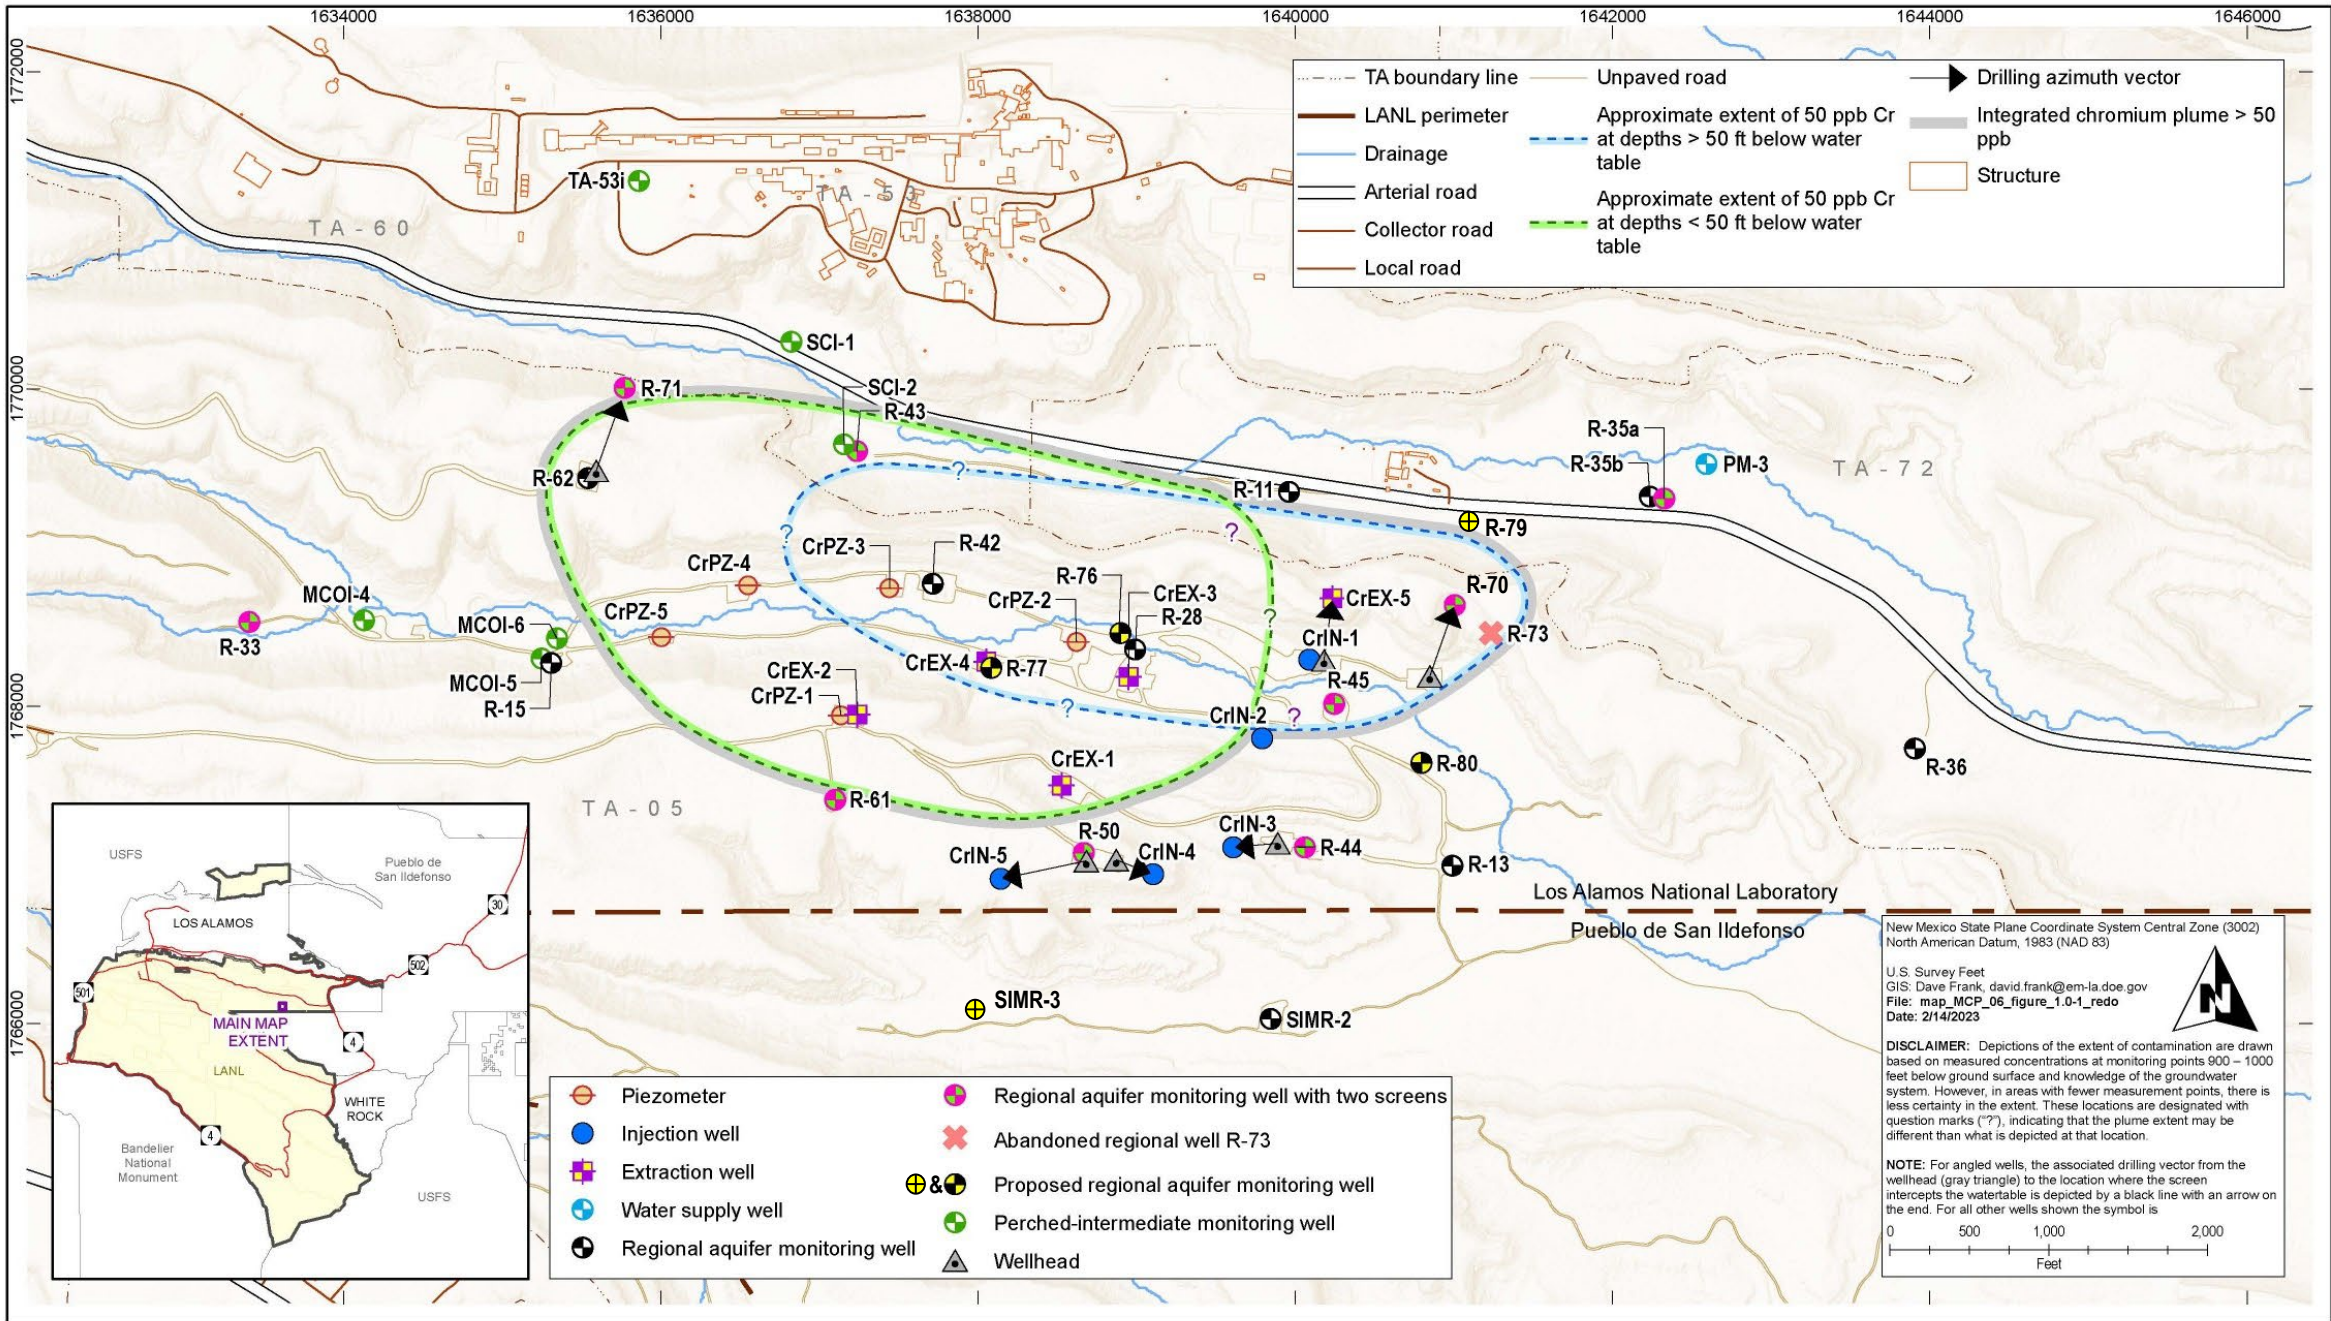 1634000
1636000
1638000
1640000
1642000
1644000
1646000
1772000
1770000
1768000
1766000
TA boundary line
LANL perimeter
Drainage
Arterial road
Collector road
Local road
Unpaved road
Approximate extent of 50 ppb Cr
at depths > 50 ft below water
table
Approximate extent of 50 ppb Cr
at depths < 50 ft below water
table
Drilling azimuth vector
Integrated chromium plume > 50
ppb
Structure
TA-53i
TA-53
TA-60
SCI-1
R-71
SCI-2
R-43
R-62
?
?
R-11
?
R-35a
R-35b
PM-3
TA-72
R-79
CrPZ-3
R-42
CrPZ-4
R-76
CrEX-3
CrPZ-2
R-28
CrEX-5
R-70
MCOI-4
CrPZ-5
?
MCOI-6
CrIN-1
R-73
R-33
CrEX-4
R-77
CrEX-2
MCOI-5
CrPZ-1
R-45
R-15
?
CrIN-2
?
CrEX-1
R-80
R-36
R-61
TA-05
R-50
CrIN-3
CrIN-5
CrIN-4
R-44
R-13
Los Alamos National Laboratory
Pueblo de San Ildefonso
SIMR-3
SIMR-2
USFS
Pueblo de
San Ildefonso
30
LOS ALAMOS
502
501
MAIN MAP
EXTENT
4
LANL
WHITE
ROCK
4
Bandelier
National
Monument
USFS
Piezometer
Injection well
Extraction well
Water supply well
Regional aquifer monitoring well
Regional aquifer monitoring well with two screens
Abandoned regional well R-73
& Proposed regional aquifer monitoring well
Perched-intermediate monitoring well
Wellhead
New Mexico State Plane Coordinate System Central Zone (3002)
North American Datum, 1983 (NAD 83)
U.S. Survey Feet
GIS: Dave Frank, david.frank@em-la.doe.gov
File: map_MCP_06_figure_1.0-1_redo
Date: 2/14/2023
N
DISCLAIMER: Depictions of the extent of contamination are drawn
based on measured concentrations at monitoring points 900 – 1000
feet below ground surface and knowledge of the groundwater
system. However, in areas with fewer measurement points, there is
less certainty in the extent. These locations are designated with
question marks ("?"), indicating that the plume extent may be
different than what is depicted at that location.
NOTE: For angled wells, the associated drilling vector from the
wellhead (gray triangle) to the location where the screen
intercepts the watertable is depicted by a black line with an arrow on
the end. For all other wells shown the symbol is
0 500 1,000 2,000
Feet